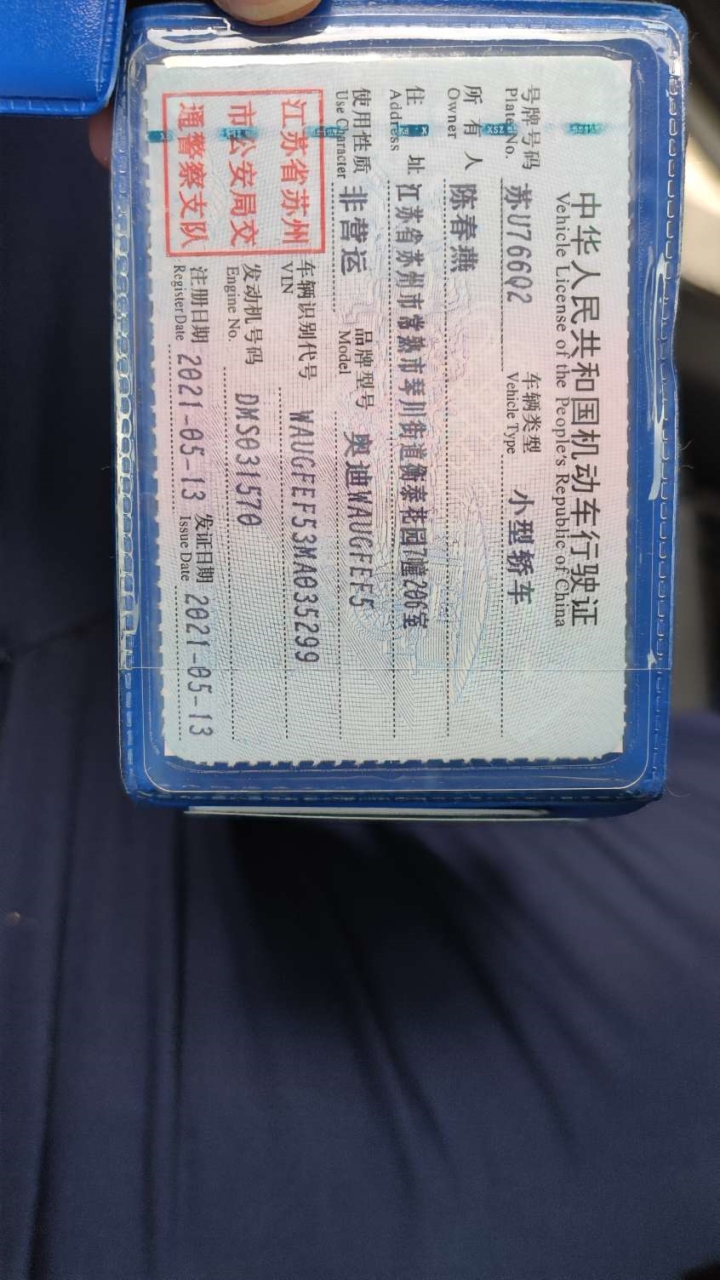 中华人民共和国机动车行驶证
Vehicle License of the People's Republic of China
号牌号码 苏U766Q2 车辆类型 小型轿车
Plate No. Vehicle Type
所有人 陈春燕
Owner
住址 江苏省苏州市常熟市琴川街道衡泰花园7幢206室
Address
使用性质 非营运 品牌型号 奥迪WAUGFEF5
Use Character Model
江苏省苏州
市公安局交
通警察支队
车辆识别代号 WAUGFEF53MA035299
VIN
发动机号码 DMS031570
Engine No.
注册日期 2021-05-13 发证日期 2021-05-13
Register Date Issue Date